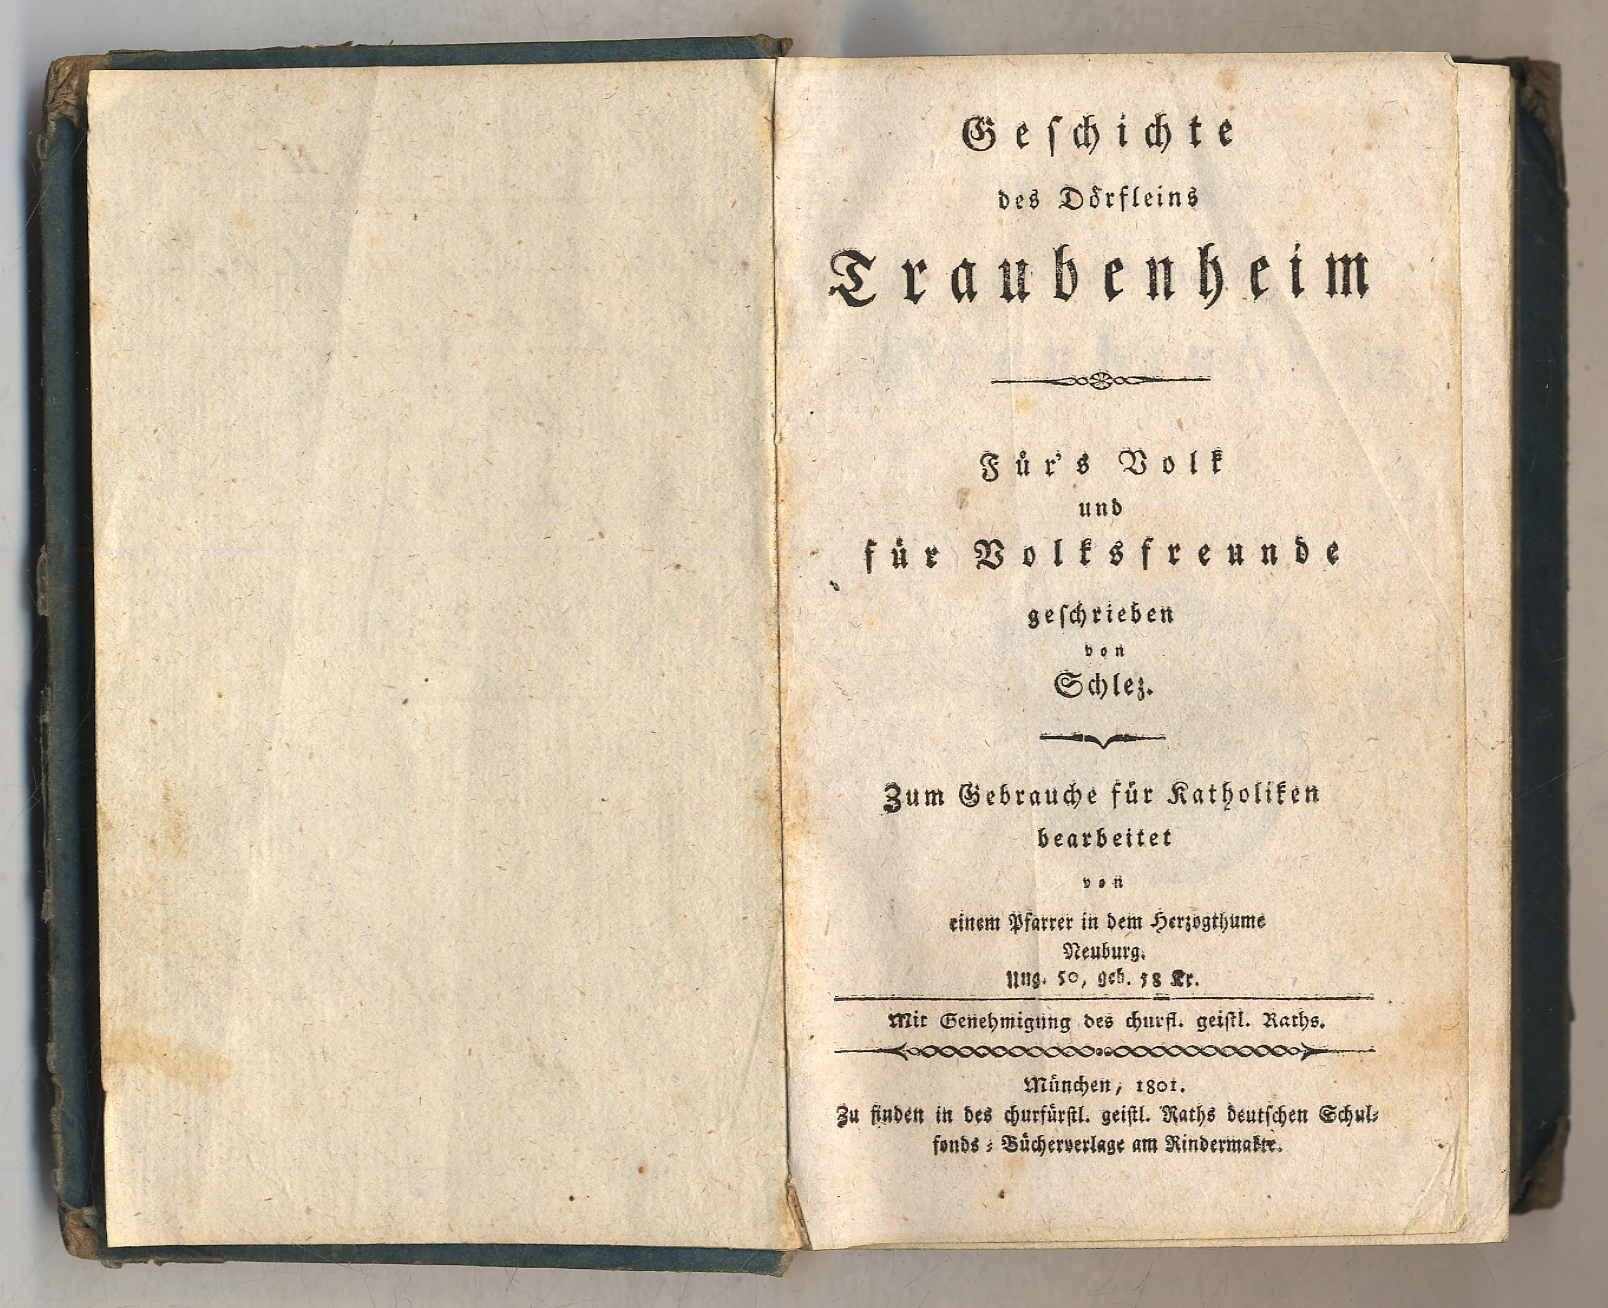 Geſchichte
des Dörfleins
Traubenheim
Für's Volk
und
für Volksfreunde
geſchrieben
von
Schlez.
Zum Gebrauche für Katholiken
bearbeitet
von
einem Pfarrer in dem Herzogthume
Neuburg.
Ung. 50, geb. 58 Kr.
Mit Genehmigung des churfl. geiſtl. Raths.
München, 1801.
Zu finden in des churfürſtl. geiſtl. Raths deutſchen Schul⸗
fonds⸗Bücherverlage am Rindermakte.